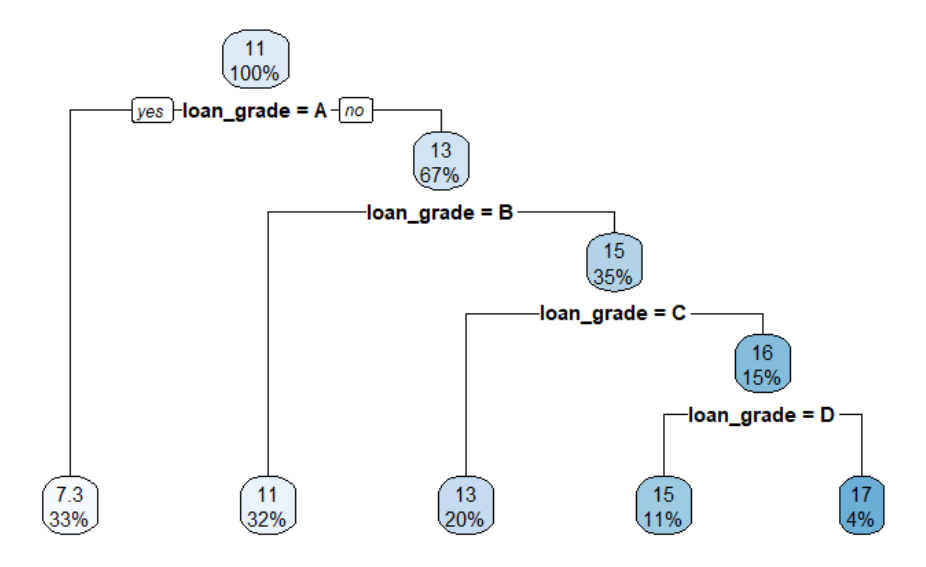 11
100%
yes loan_grade = A no
13
67%
loan_grade = B
15
35%
loan_grade = C
16
15%
loan_grade = D
7.3 11 13 15 17
33% 32% 20% 11% 4%